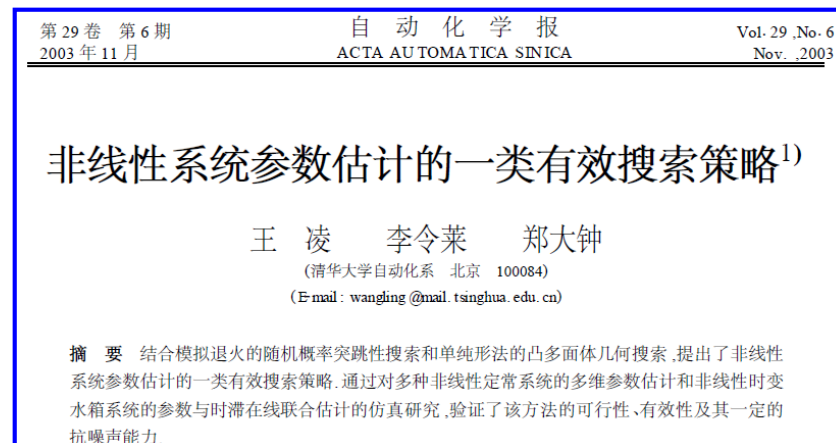 第 29 卷 第 6 期 自 动 化 学 报 Vol. 29 ,No. 6
2003 年 11 月 ACTA AUTOMATICA SINICA Nov. ,2003
非线性系统参数估计的一类有效搜索策略1)
王 凌 李令莱 郑大钟
(清华大学自动化系 北京 100084)
(E-mail : wangling @mail. tsinghua. edu. cn)
摘 要 结合模拟退火的随机概率突跳性搜索和单纯形法的凸多面体几何搜索 ,提出了非线性
系统参数估计的一类有效搜索策略. 通过对多种非线性定常系统的多维参数估计和非线性时变
水箱系统的参数与时滞在线联合估计的仿真研究 ,验证了该方法的可行性、有效性及其一定的
抗噪声能力.